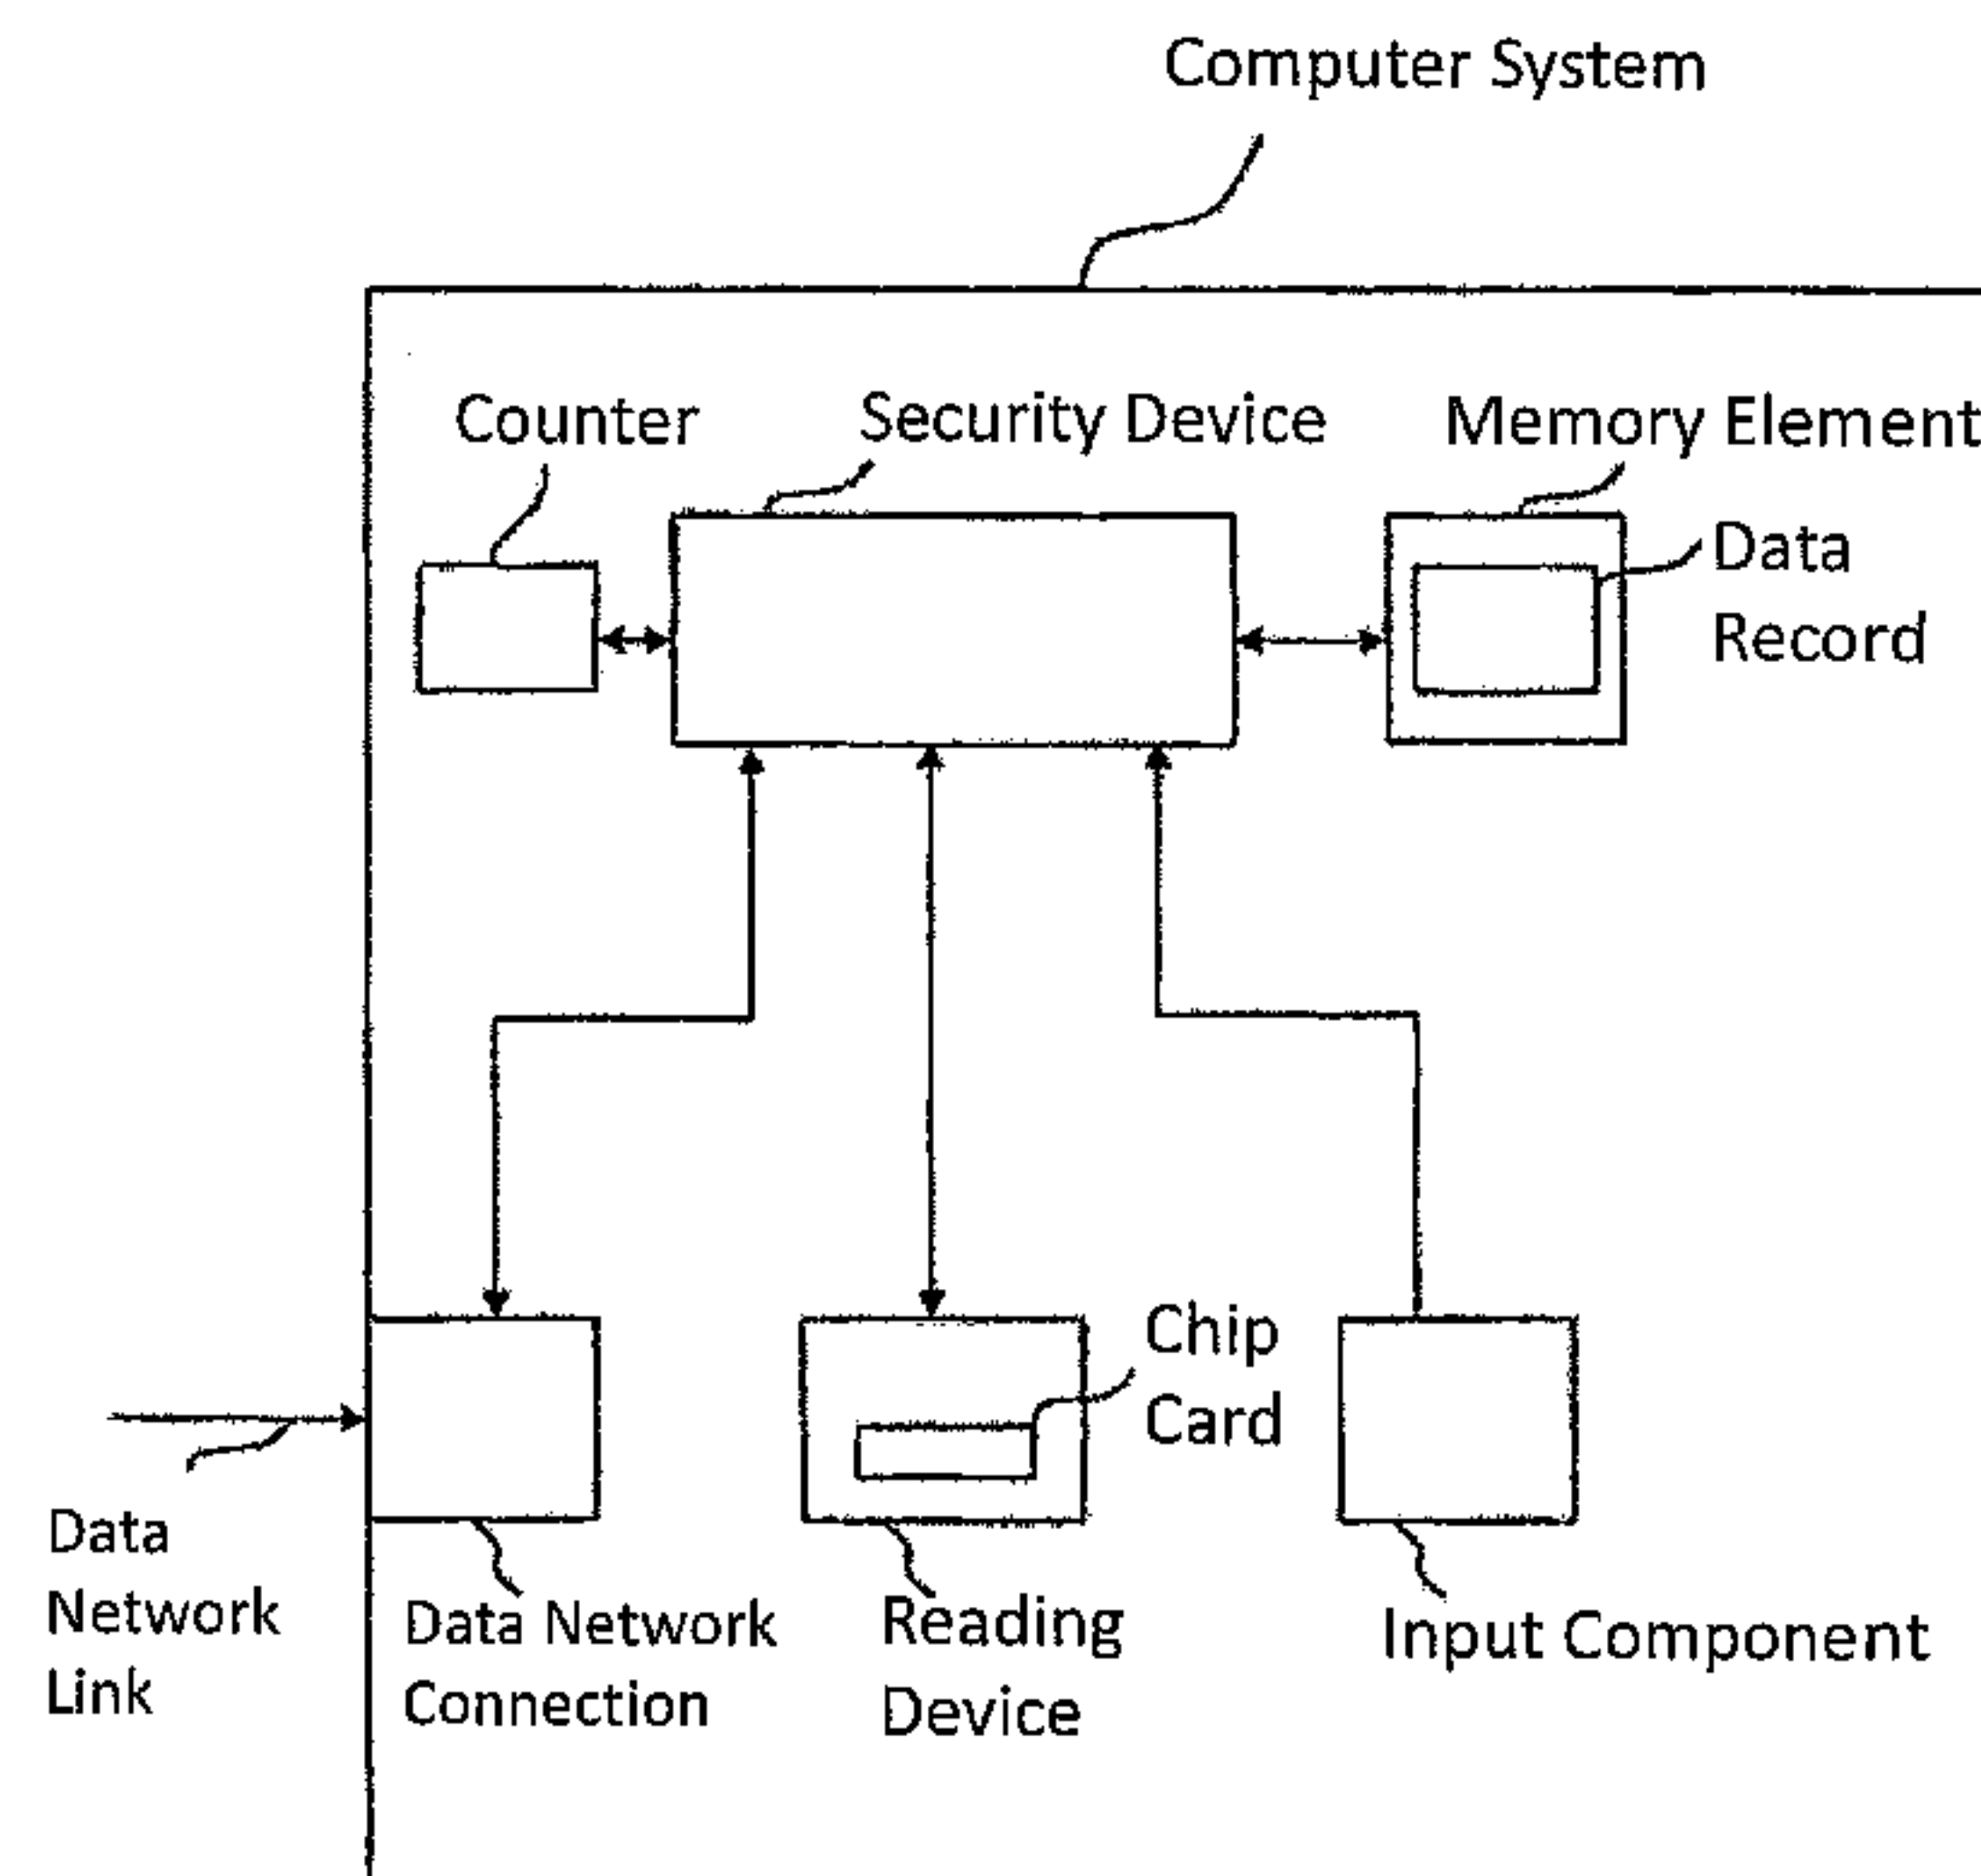 Computer System
Counter
Security Device
Memory Element
Data
Record
Chip
Card
Data
Network
Link
Data Network
Connection
Reading
Device
Input Component